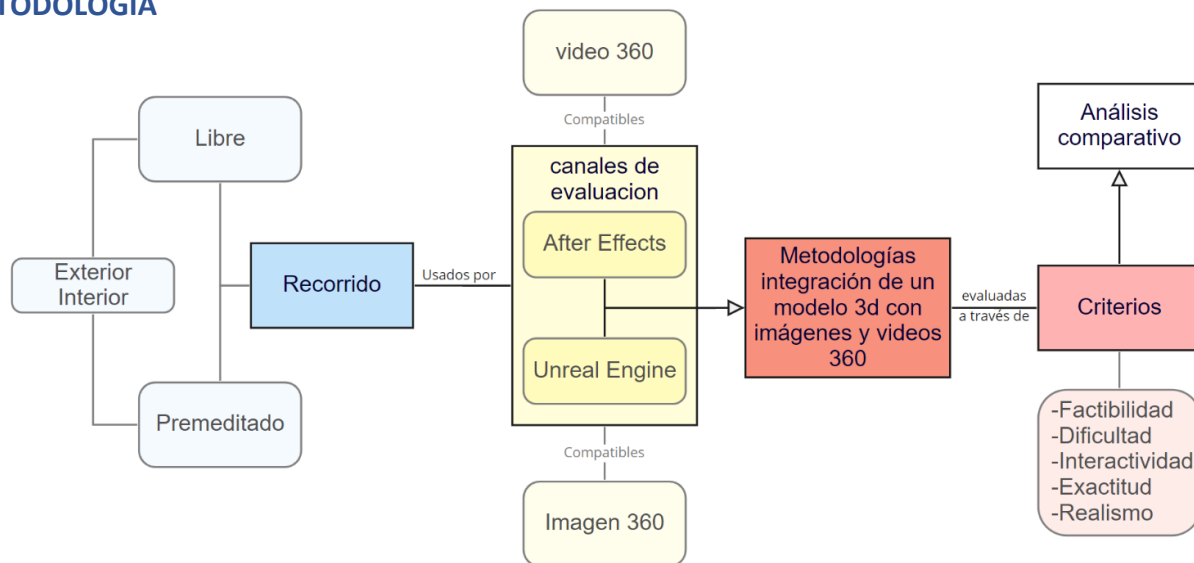 TODOLOGÍA
video 360
Compatibles
Libre
Exterior
Interior
Premeditado
Recorrido
Usados por
canales de
evaluacion
After Effects
Unreal Engine
Compatibles
Imagen 360
Metodologías
integración de un
modelo 3d con
imágenes y videos
360
evaluadas
a través de
Análisis
comparativo
Criterios
-Factibilidad
-Dificultad
-Interactividad
-Exactitud
-Realismo